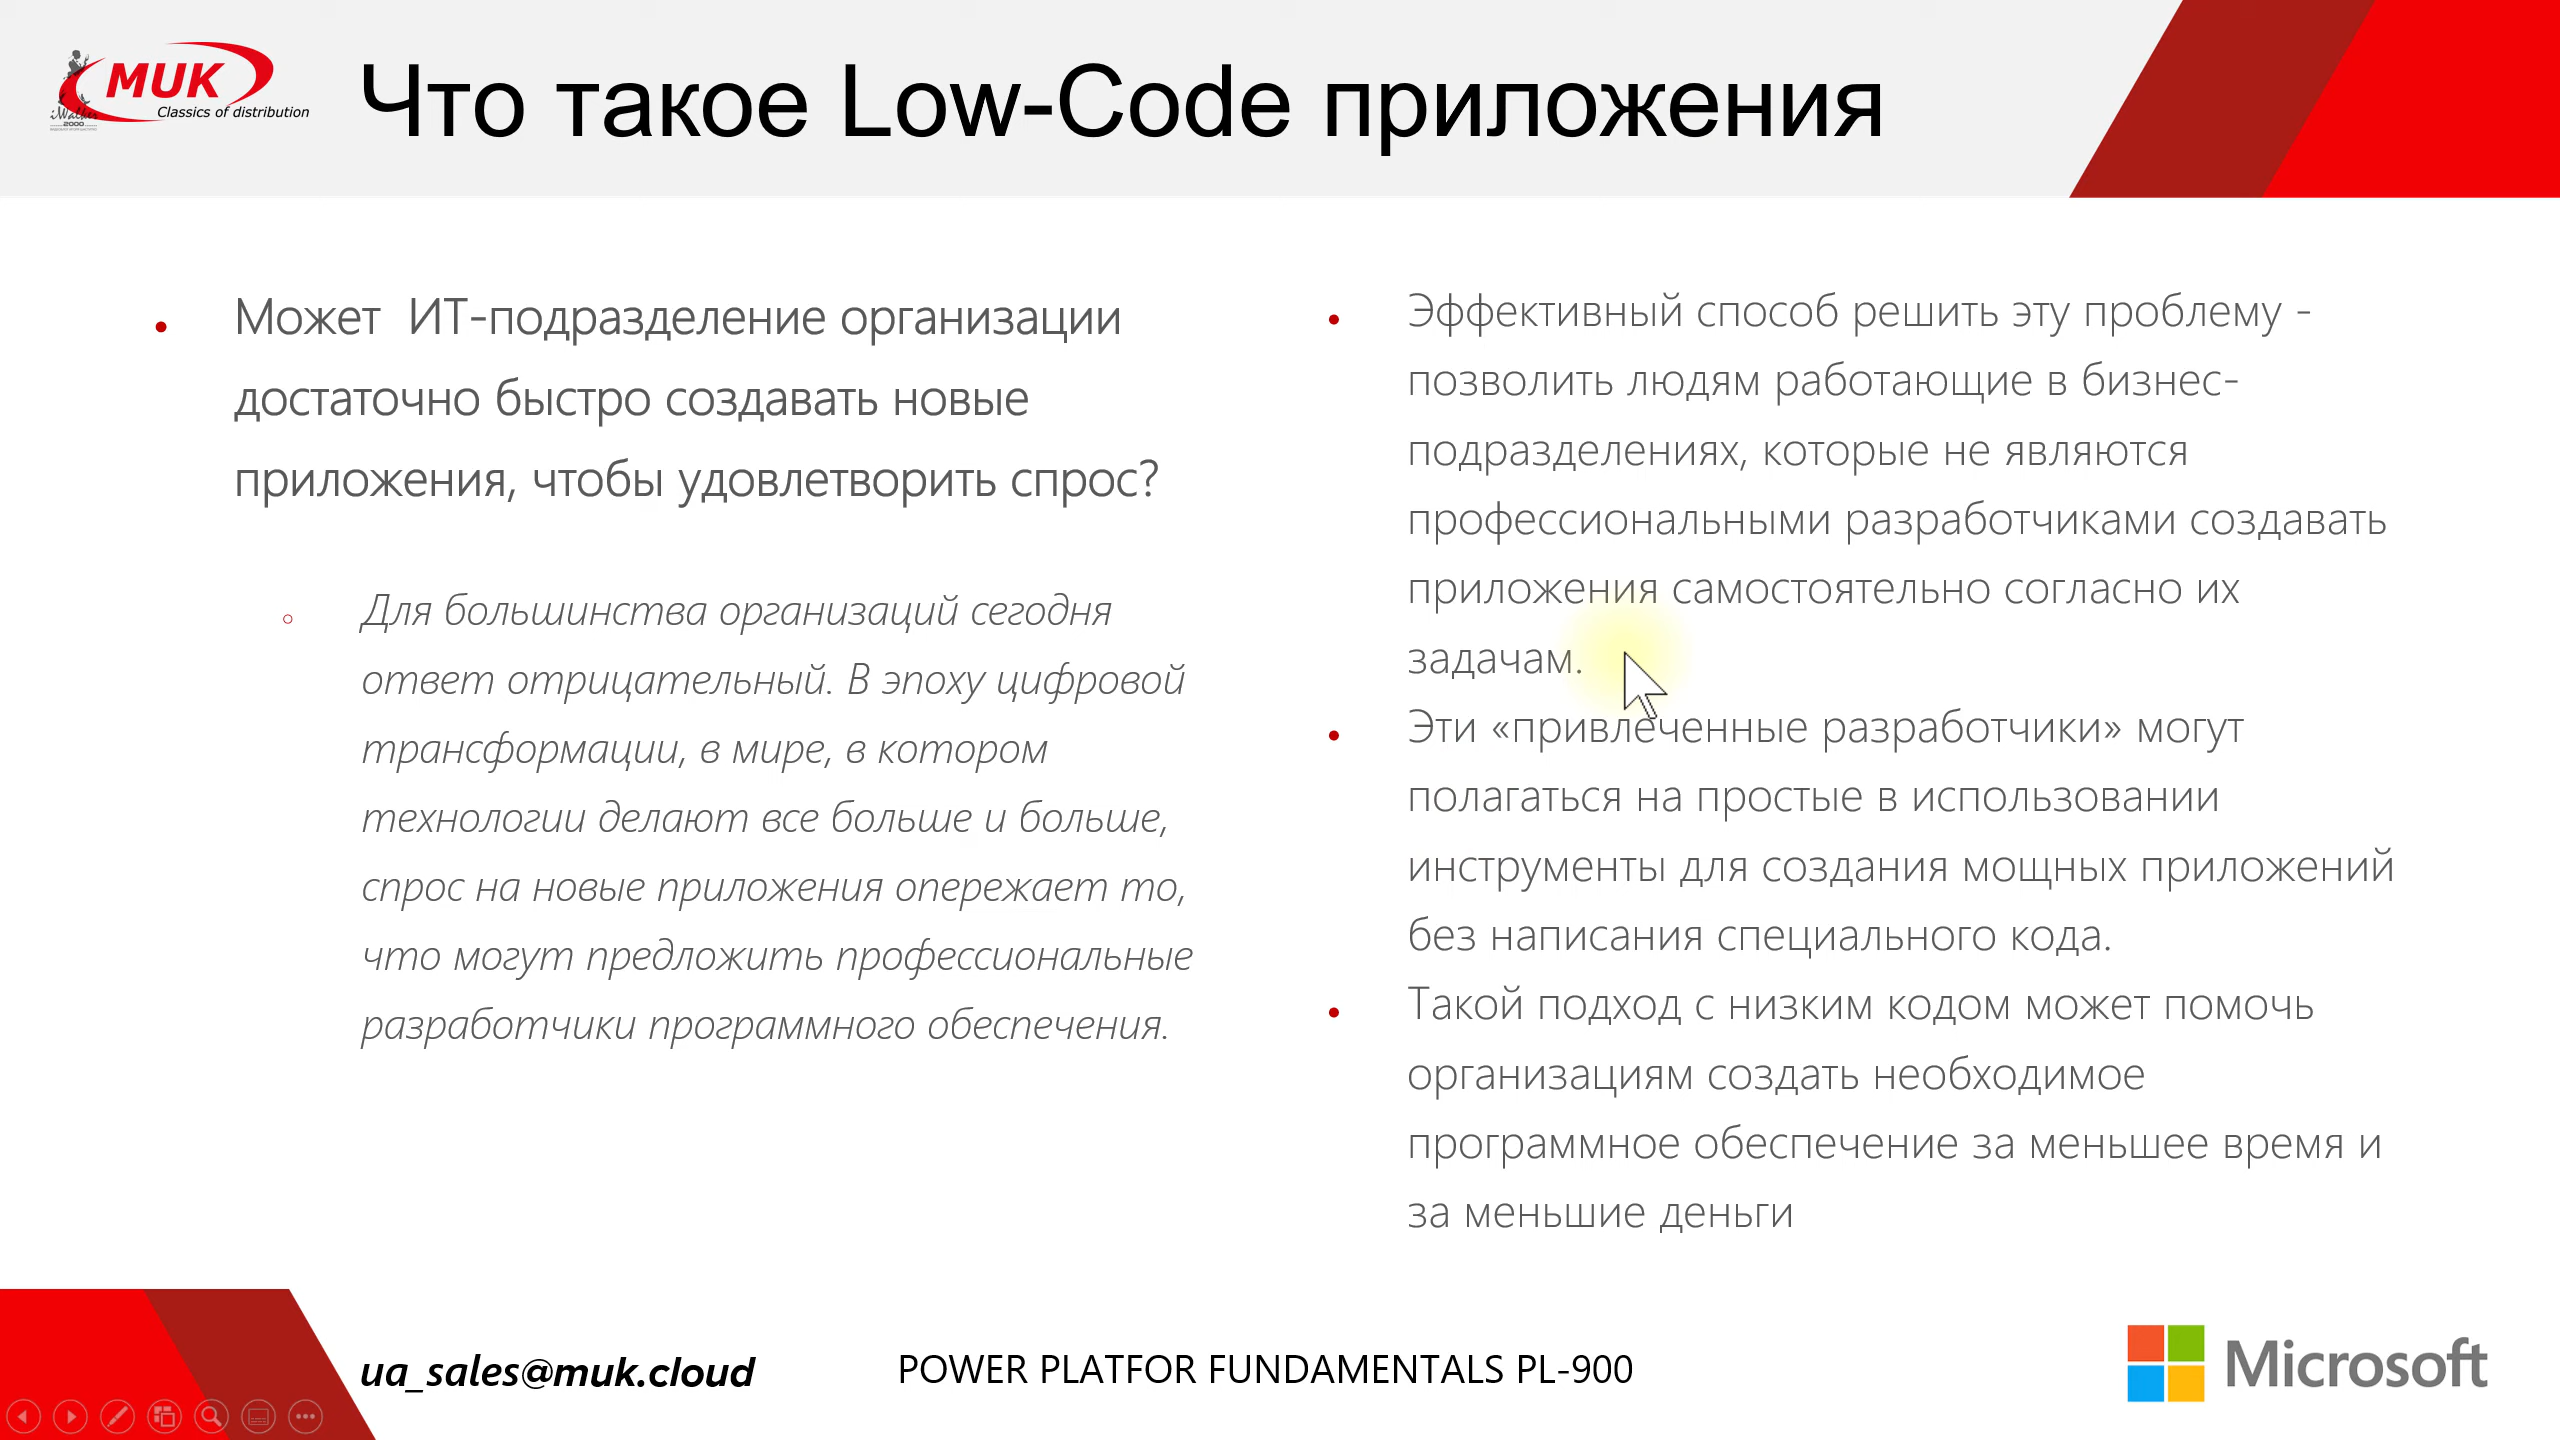 MUK
Classics of distribution
iWalker
2000
Что такое Low-Code приложения
Может ИТ-подразделение организации
достаточно быстро создавать новые
приложения, чтобы удовлетворить спрос?
Для большинства организаций сегодня
ответ отрицательный. В эпоху цифровой
трансформации, в мире, в котором
технологии делают все больше и больше,
спрос на новые приложения опережает то,
что могут предложить профессиональные
разработчики программного обеспечения.
Эффективный способ решить эту проблему -
позволить людям работающие в бизнес-
подразделениях, которые не являются
профессиональными разработчиками создавать
приложения самостоятельно согласно их
задачам.
Эти «привлеченные разработчики» могут
полагаться на простые в использовании
инструменты для создания мощных приложений
без написания специального кода.
Такой подход с низким кодом может помочь
организациям создать необходимое
программное обеспечение за меньшее время и
за меньшие деньги
ua_sales@muk.cloud
POWER PLATFOR FUNDAMENTALS PL-900
Microsoft